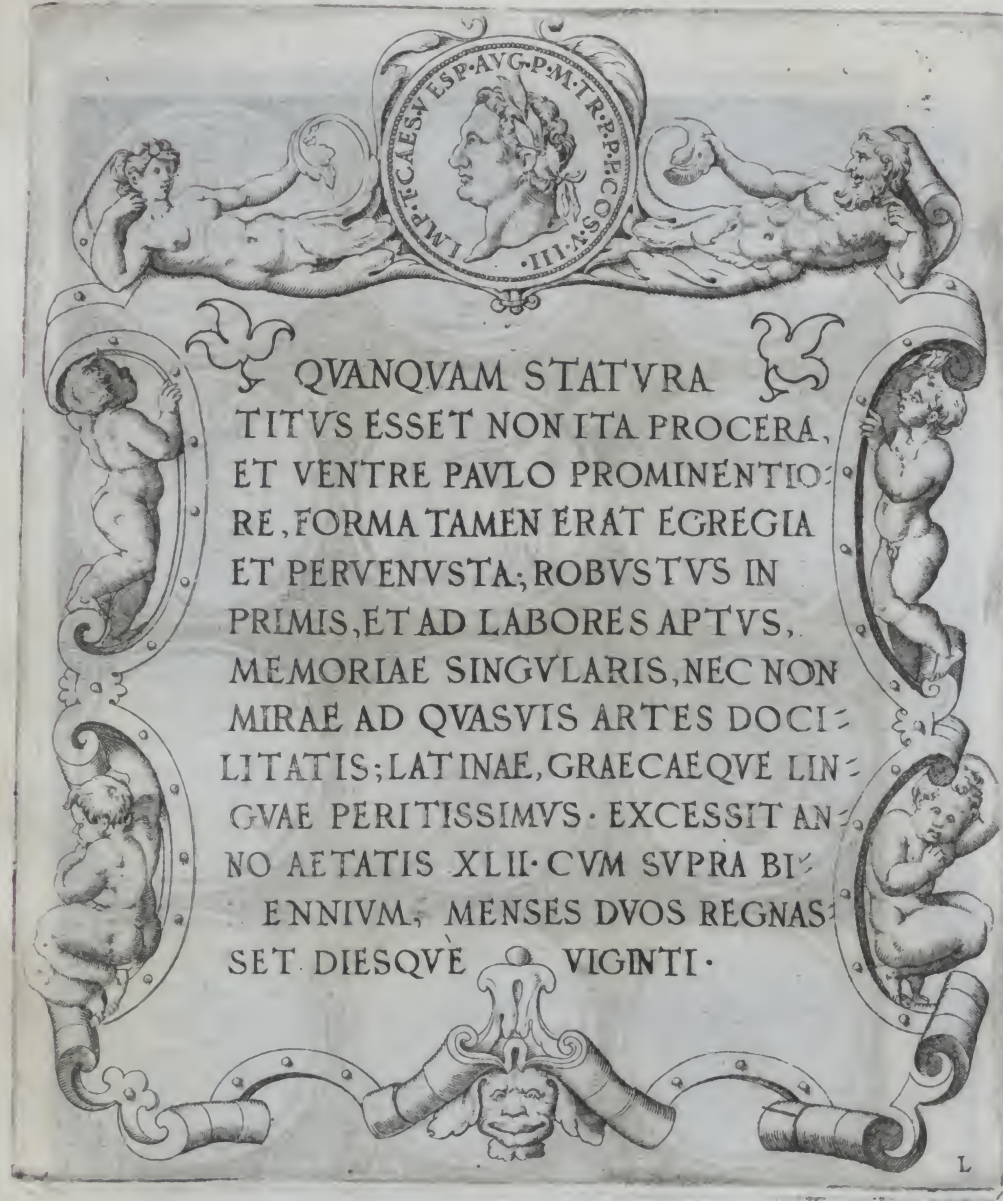 I·MP·T·CAES·VESP·AVG·P·M·TR·P·P·P·COS·VIII·
QVANQVAM STATVRA
TITVS ESSET NON ITA PROCERA,
ET VENTRE PAVLO PROMINENTIO-
RE, FORMA TAMEN ERAT EGREGIA
ET PERVENVSTA; ROBVSTVS IN
PRIMIS, ET AD LABORES APTVS,
MEMORIAE SINGVLARIS, NEC NON
MIRAE AD QVASVIS ARTES DOCI-
LITATIS; LATINAE, GRAECAEQVE LIN-
GVAE PERITISSIMVS· EXCESSIT AN-
NO AETATIS XLII· CVM SVPRA BI-
ENNIVM, MENSES DVOS REGNAS-
SET DIESQVÈ VIGINTI·
L